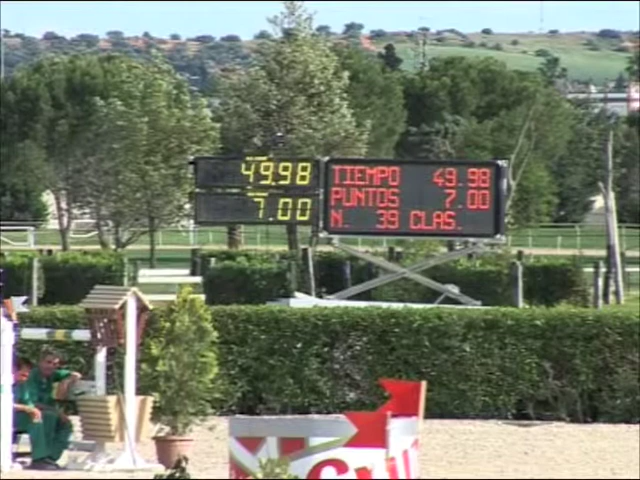 49.98
7.00
TIEMPO 49.98
PUNTOS 7.00
N. 39 CLAS.